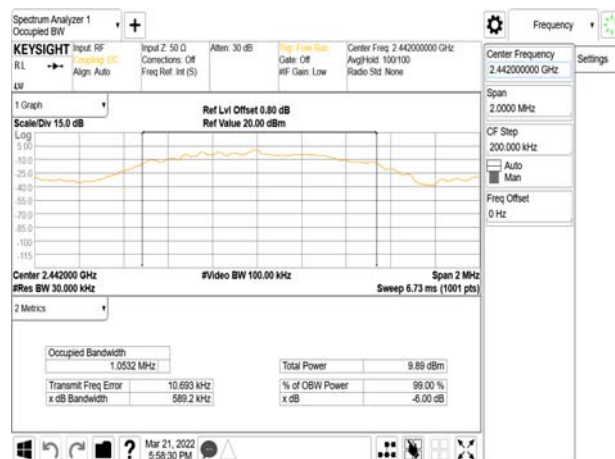 Spectrum Analyzer 1
Occupied BW
Frequency
KEYSIGHT
RL
Input: RF
Coupling: DC
Align: Auto
Input Z: 50 Ω
Corrections: Off
Freq Ref: Int (S)
Atten: 30 dB
Trig: Free Run
Gate: Off
#IF Gain: Low
Center Freq: 2.442000000 GHz
Avg|Hold: 100/100
Radio Std: None
1 Graph
Scale/Div 15.0 dB
Ref Lvl Offset 0.80 dB
Ref Value 20.00 dBm
Log
5.00
-10.0
-25.0
-40.0
-55.0
-70.0
-85.0
-100
-115
Center 2.442000 GHz
#Res BW 30.000 kHz
#Video BW 100.00 kHz
Span 2 MHz
Sweep 6.73 ms (1001 pts)
2 Metrics
Occupied Bandwidth
1.0532 MHz
Transmit Freq Error 10.693 kHz
x dB Bandwidth 589.2 kHz
Total Power 9.89 dBm
% of OBW Power 99.00 %
x dB -6.00 dB
Mar 21, 2022
5:58:30 PM
Center Frequency
2.442000000 GHz
Span
2.0000 MHz
CF Step
200.000 kHz
Auto
Man
Freq Offset
0 Hz
Settings